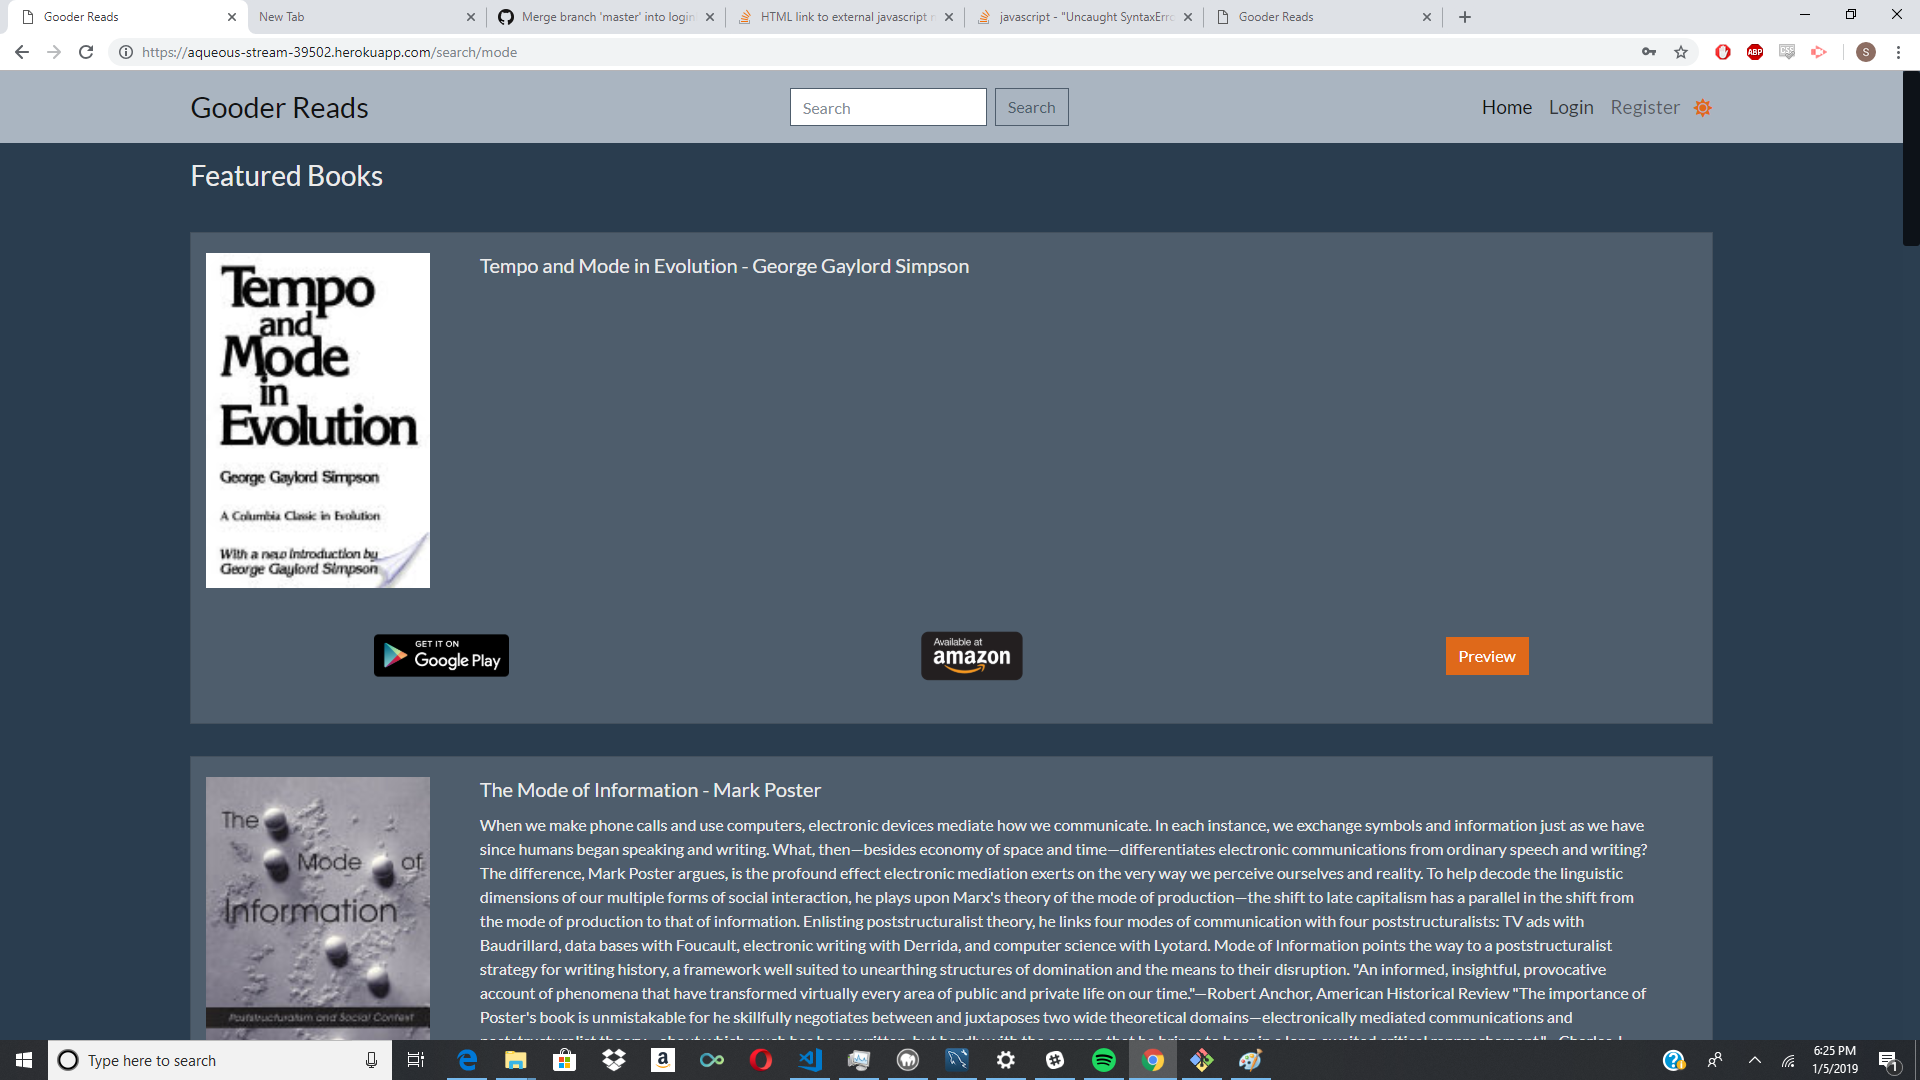 Gooder Reads
New Tab
Merge branch 'master' into login
HTML link to external javascript
javascript - "Uncaught SyntaxErr
Gooder Reads
https://aqueous-stream-39502.herokuapp.com/search/mode
ABP
CSS
S
Gooder Reads
Search
Search
Home
Login
Register
Featured Books
Tempo
and
Mode
in
Evolution
George Gaylord Simpson
A Columbia Classic in Evolution
With a new introduction by
George Gaylord Simpson
Tempo and Mode in Evolution - George Gaylord Simpson
GET IT ON
Google Play
Available at
amazon
Preview
The
Mode of
Information
Poststructuralism and Social Context
The Mode of Information - Mark Poster
When we make phone calls and use computers, electronic devices mediate how we communicate. In each instance, we exchange symbols and information just as we have
since humans began speaking and writing. What, then—besides economy of space and time—differentiates electronic communications from ordinary speech and writing?
The difference, Mark Poster argues, is the profound effect electronic mediation exerts on the very way we perceive ourselves and reality. To help decode the linguistic
dimensions of our multiple forms of social interaction, he plays upon Marx's theory of the mode of production—the shift to late capitalism has a parallel in the shift from
the mode of production to that of information. Enlisting poststructuralist theory, he links four modes of communication with four poststructuralists: TV ads with
Baudrillard, data bases with Foucault, electronic writing with Derrida, and computer science with Lyotard. Mode of Information points the way to a poststructuralist
strategy for writing history, a framework well suited to unearthing structures of domination and the means to their disruption. "An informed, insightful, provocative
account of phenomena that have transformed virtually every area of public and private life on our time."—Robert Anchor, American Historical Review "The importance of
Poster's book is unmistakable for he skillfully negotiates between and juxtaposes two wide theoretical domains—electronically mediated communications and
Type here to search
6:25 PM
1/5/2019
1